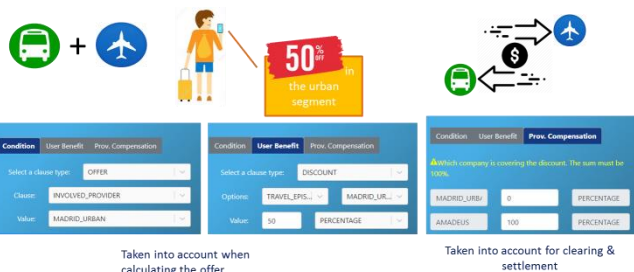 50% OFF in
the urban
segment
$
Condition User Benefit Prov. Compensation
Select a clause type: OFFER
Clause: INVOLVED_PROVIDER
Value: MADRID_URBAN
Condition User Benefit Prov. Compensation
Select a clause type: DISCOUNT
Options: TRAVEL_EPIS... MADRID_UR...
Value: 50 PERCENTAGE
Condition User Benefit Prov. Compensation
Which company is covering the discount. The sum must be
100%.
MADRID_URB/ 0 PERCENTAGE
AMADEUS 100 PERCENTAGE
Taken into account when
calculating the offer
Taken into account for clearing &
settlement